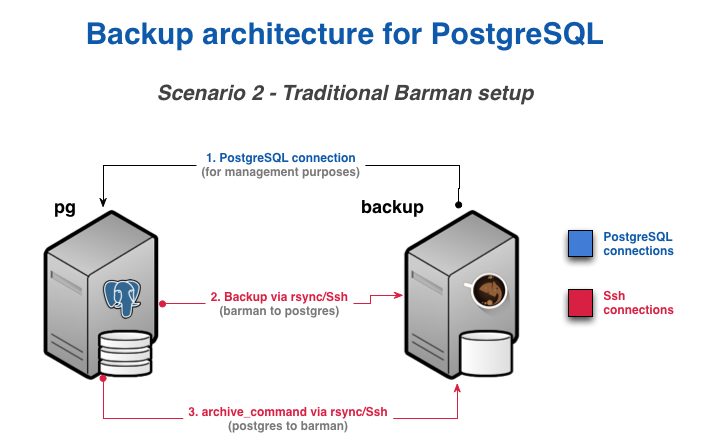 Backup architecture for PostgreSQL
Scenario 2 - Traditional Barman setup
1. PostgreSQL connection
(for management purposes)
pg
backup
PostgreSQL
connections
2. Backup via rsync/Ssh
(barman to postgres)
Ssh
connections
3. archive_command via rsync/Ssh
(postgres to barman)